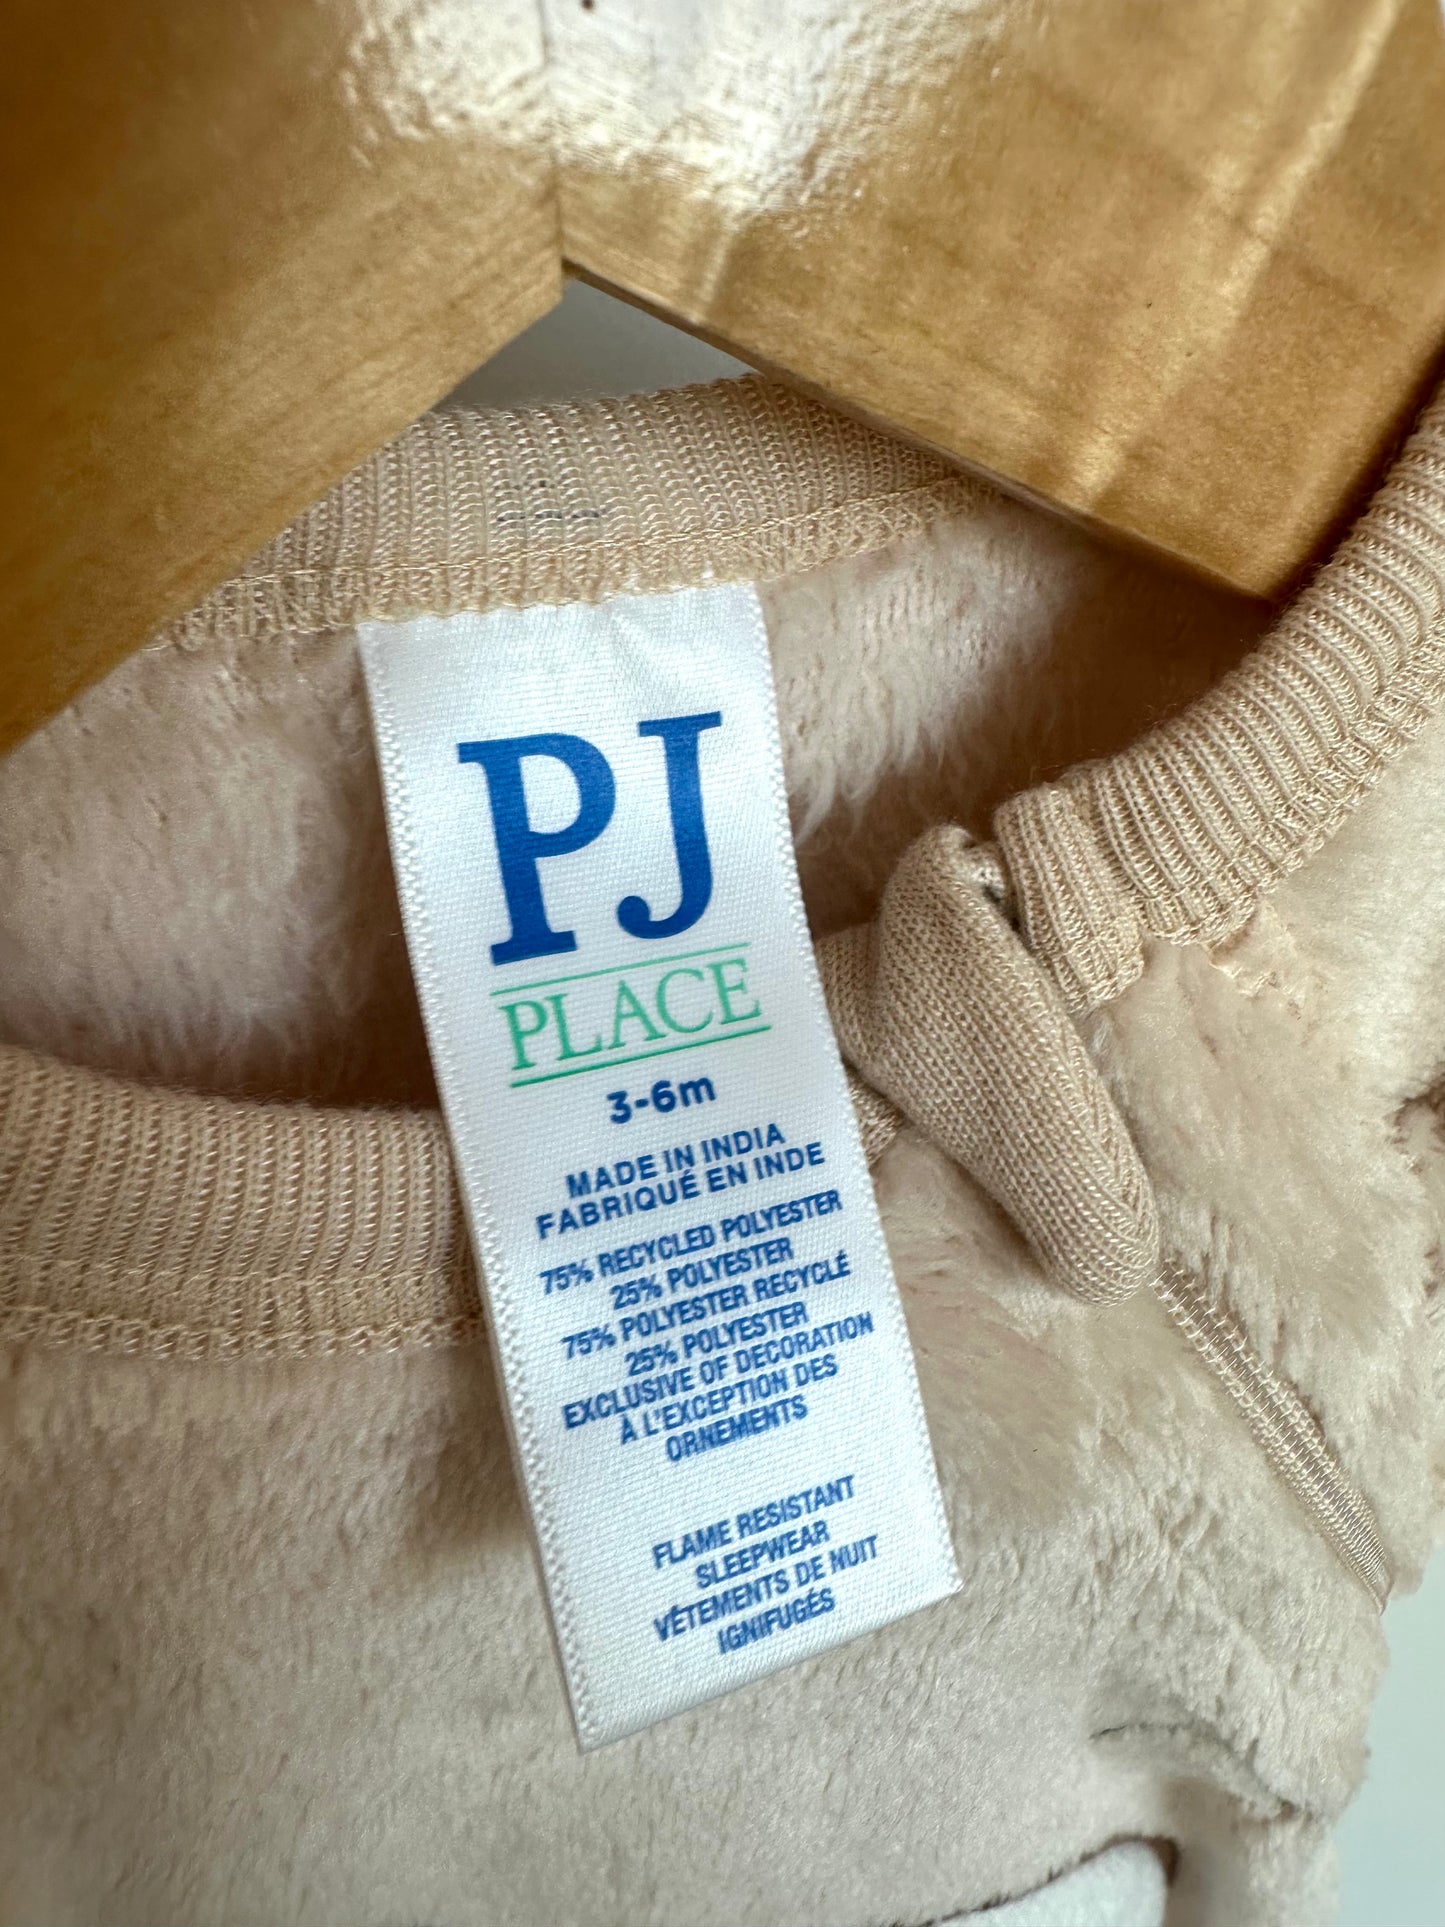 PJ
PLACE
3-6m
MADE IN INDIA
FABRIQUÉ EN INDE
75% RECYCLED POLYESTER
25% POLYESTER
75% POLYESTER RECYCLÉ
25% POLYESTER
EXCLUSIVE OF DECORATION
À L'EXCEPTION DES
ORNEMENTS
FLAME RESISTANT
SLEEPWEAR
VÊTEMENTS DE NUIT
IGNIFUGÉS